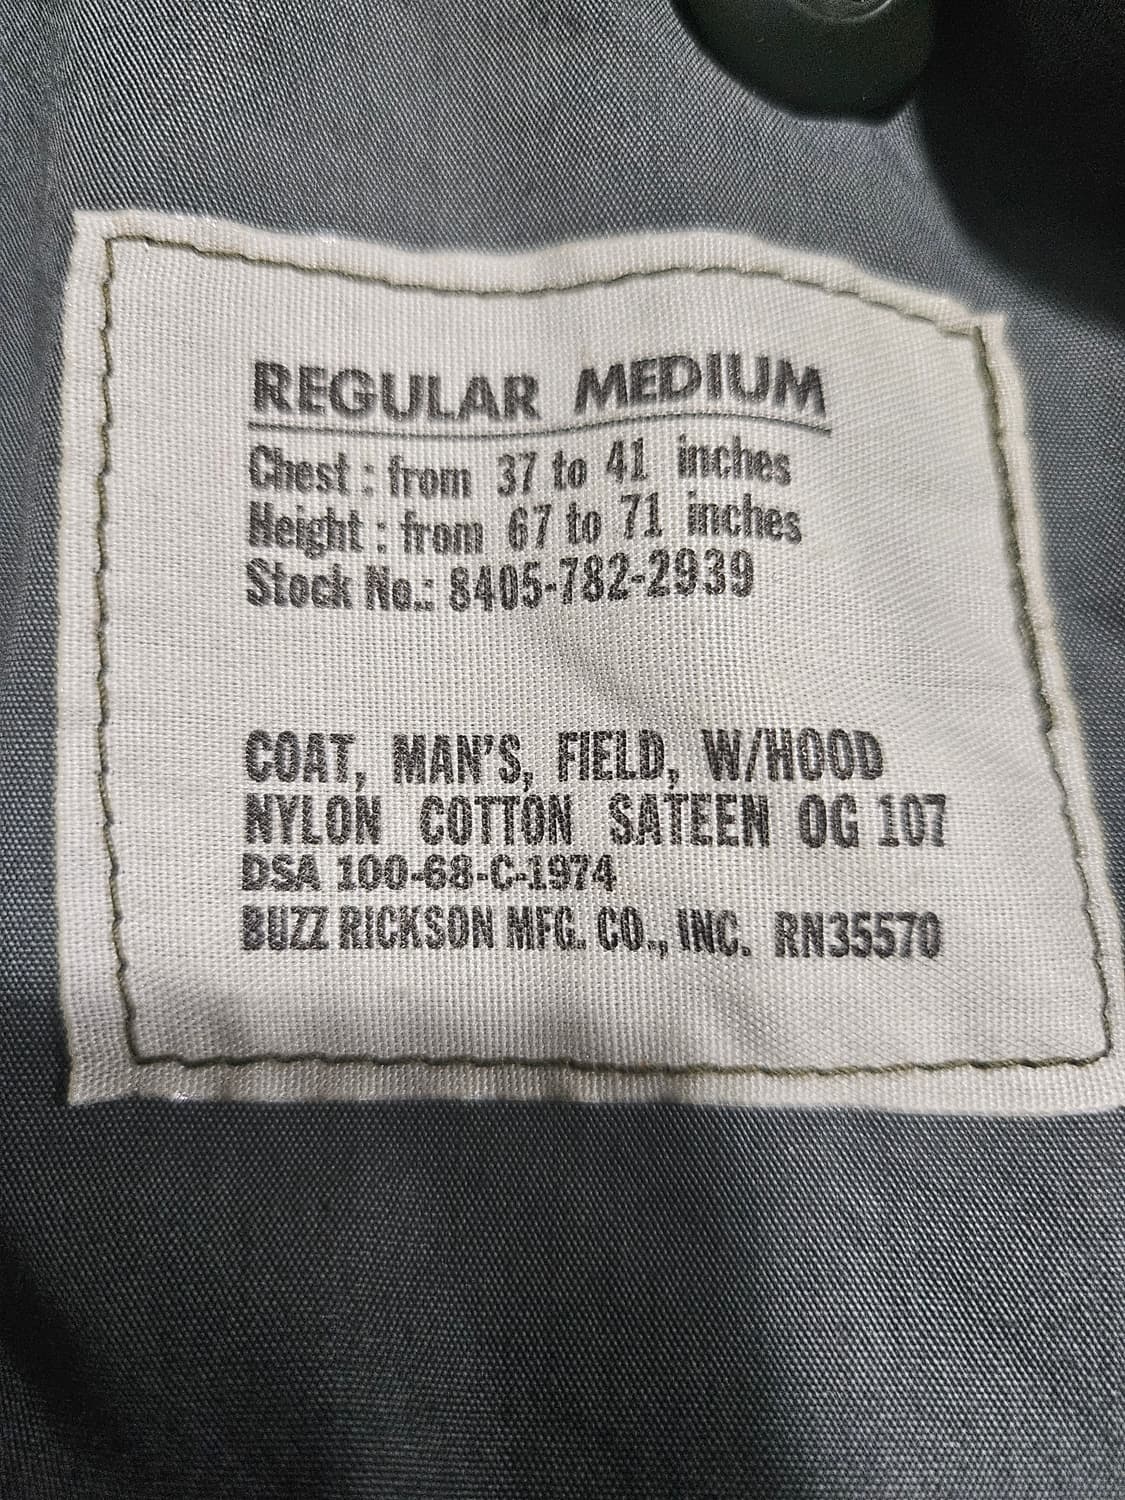 REGULAR MEDIUM
Chest : from 37 to 41 inches
Height : from 67 to 71 inches
Stock No.: 8405-782-2939
COAT, MAN'S, FIELD, W/HOOD
NYLON COTTON SATEEN OG 107
DSA 100-68-C-1974
BUZZ RICKSON MFG. CO., INC. RN35570